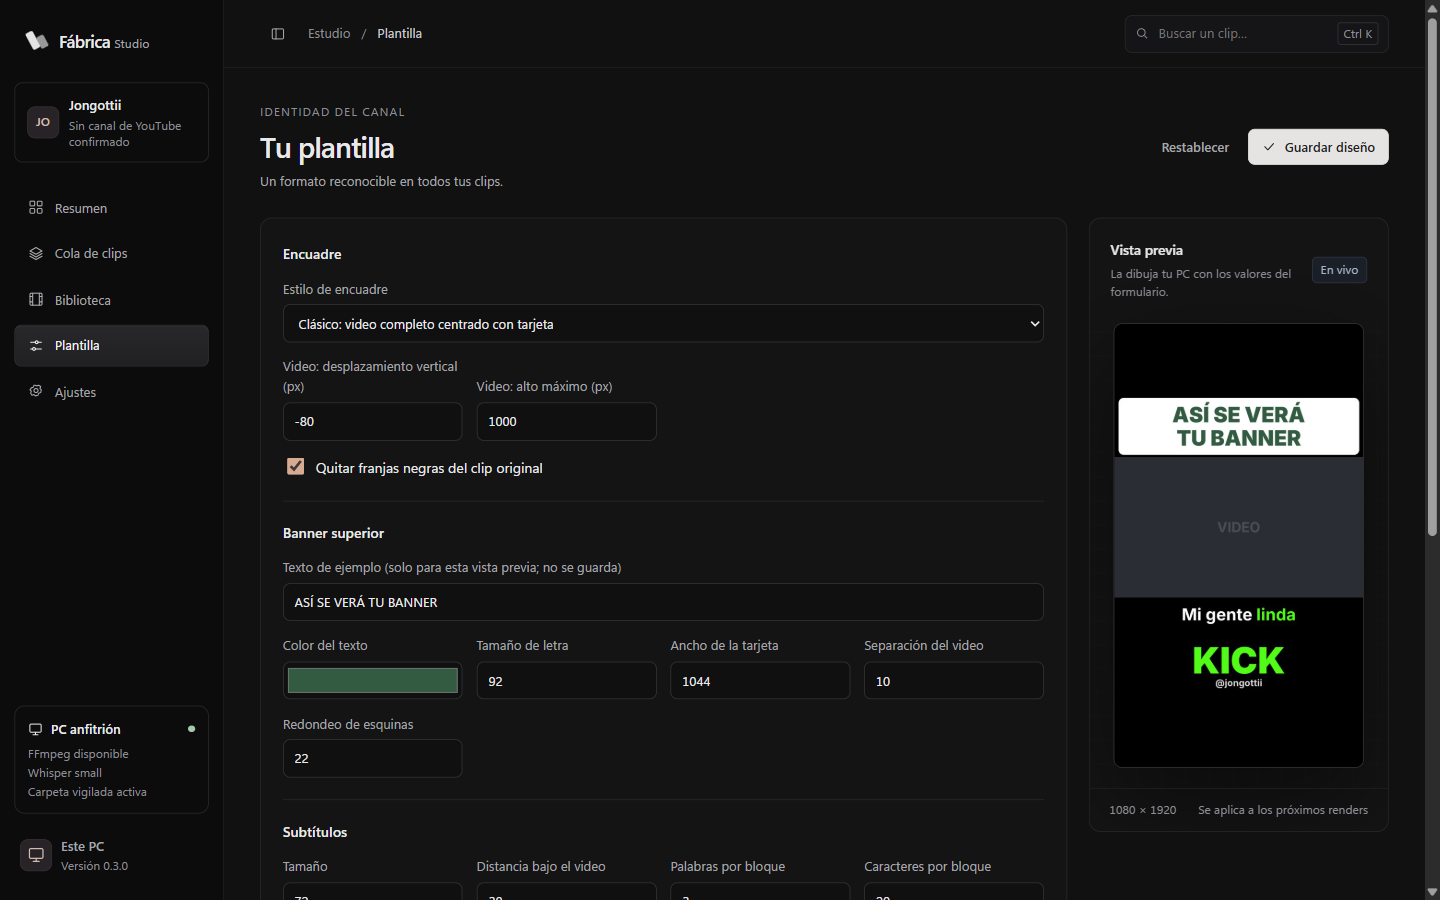 Fábrica Studio
Jongottii
JO
Sin canal de YouTube
confirmado
Resumen
Cola de clips
Biblioteca
Plantilla
Ajustes
PC anfitrión
FFmpeg disponible
Whisper small
Carpeta vigilada activa
Este PC
Versión 0.3.0
Estudio / Plantilla
Buscar un clip...
Ctrl K
IDENTIDAD DEL CANAL
Tu plantilla
Un formato reconocible en todos tus clips.
Restablecer
Guardar diseño
Encuadre
Estilo de encuadre
Clásico: video completo centrado con tarjeta
Video: desplazamiento vertical
(px)
Video: alto máximo (px)
-80
1000
Quitar franjas negras del clip original
Banner superior
Texto de ejemplo (solo para esta vista previa; no se guarda)
ASÍ SE VERÁ TU BANNER
Color del texto
Tamaño de letra
Ancho de la tarjeta
Separación del video
92
1044
10
Redondeo de esquinas
22
Subtítulos
Tamaño
Distancia bajo el video
Palabras por bloque
Caracteres por bloque
Vista previa
La dibuja tu PC con los valores del
formulario.
En vivo
ASÍ SE VERÁ
TU BANNER
VIDEO
Mi gente linda
KICK
@jongottii
1080 × 1920
Se aplica a los próximos renders